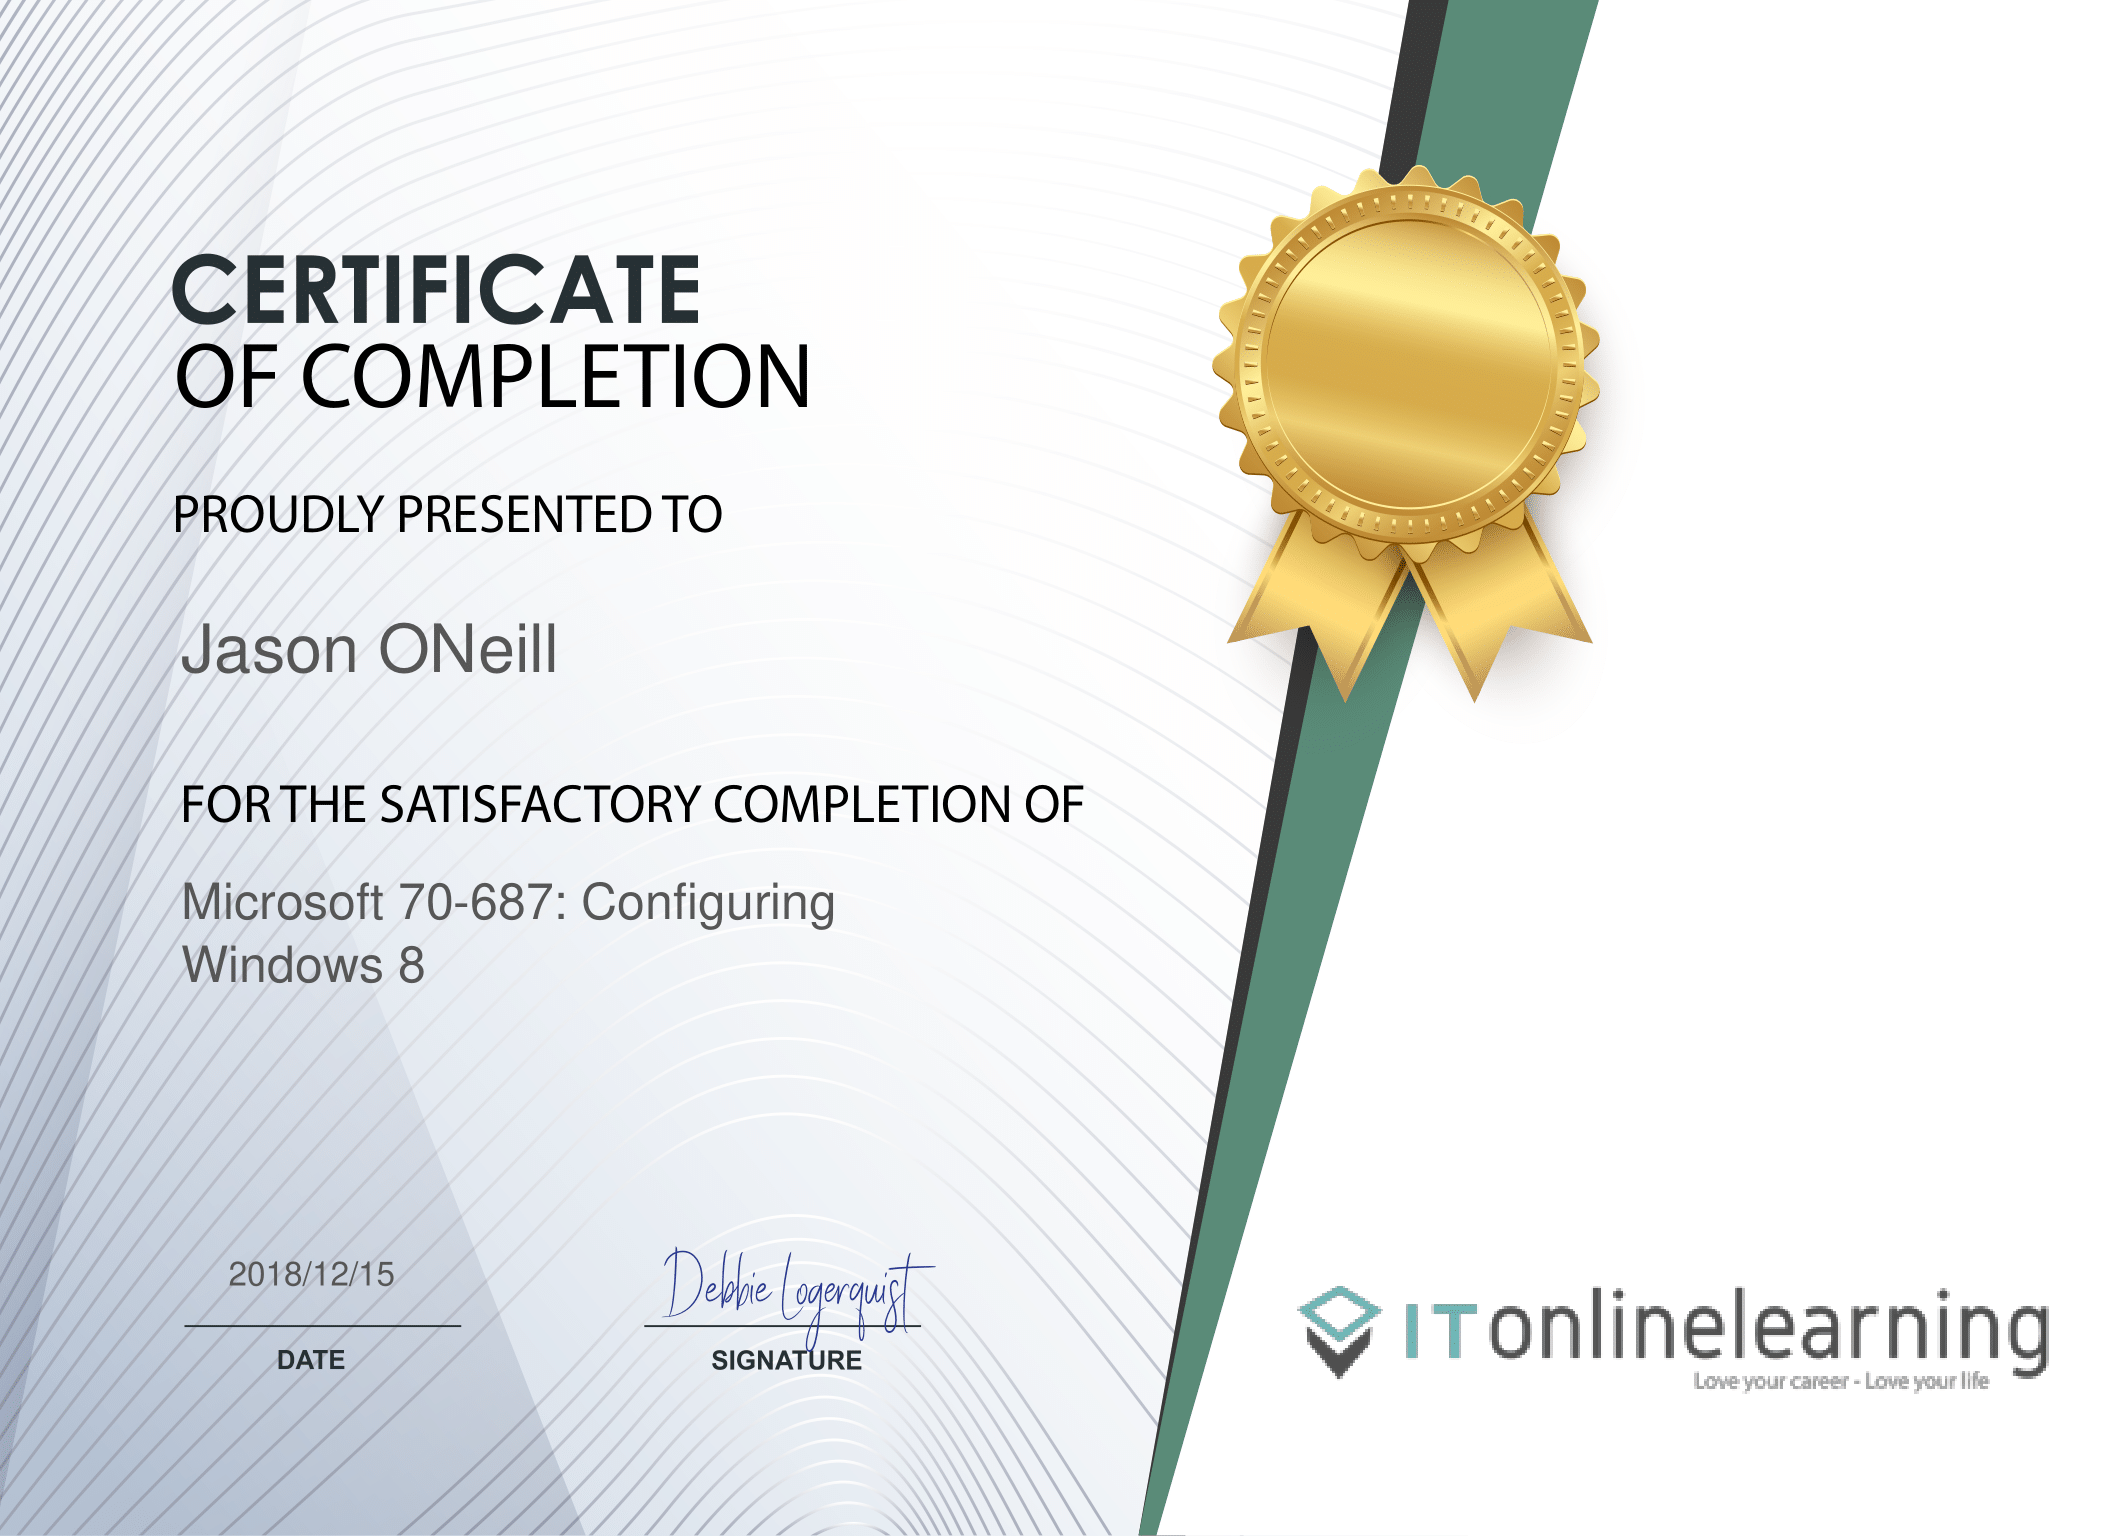 CERTIFICATE
OF COMPLETION
PROUDLY PRESENTED TO
Jason ONeill
FOR THE SATISFACTORY COMPLETION OF
Microsoft 70-687: Configuring
Windows 8
2018/12/15
DATE
Debbie Logerquist
SIGNATURE
ITonlinelearning
Love your career - Love your life